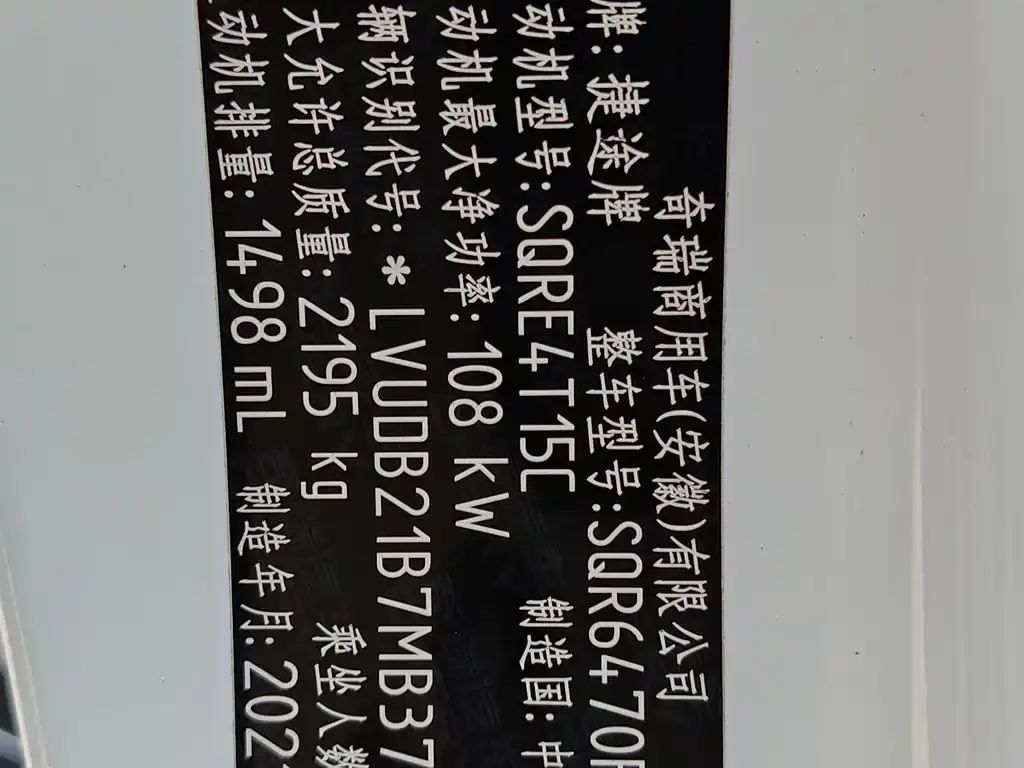 奇瑞商用车(安徽)有限公司
牌: 捷途牌 整车型号:SQR6470
动机型号:SQRE4T15C 制造国: 中
动机最大净功率: 108 kW
辆识别代号: * LVUDB21B7MB37
大允许总质量: 2195 kg 乘坐人数
动机排量: 1498 mL 制造年月: 202